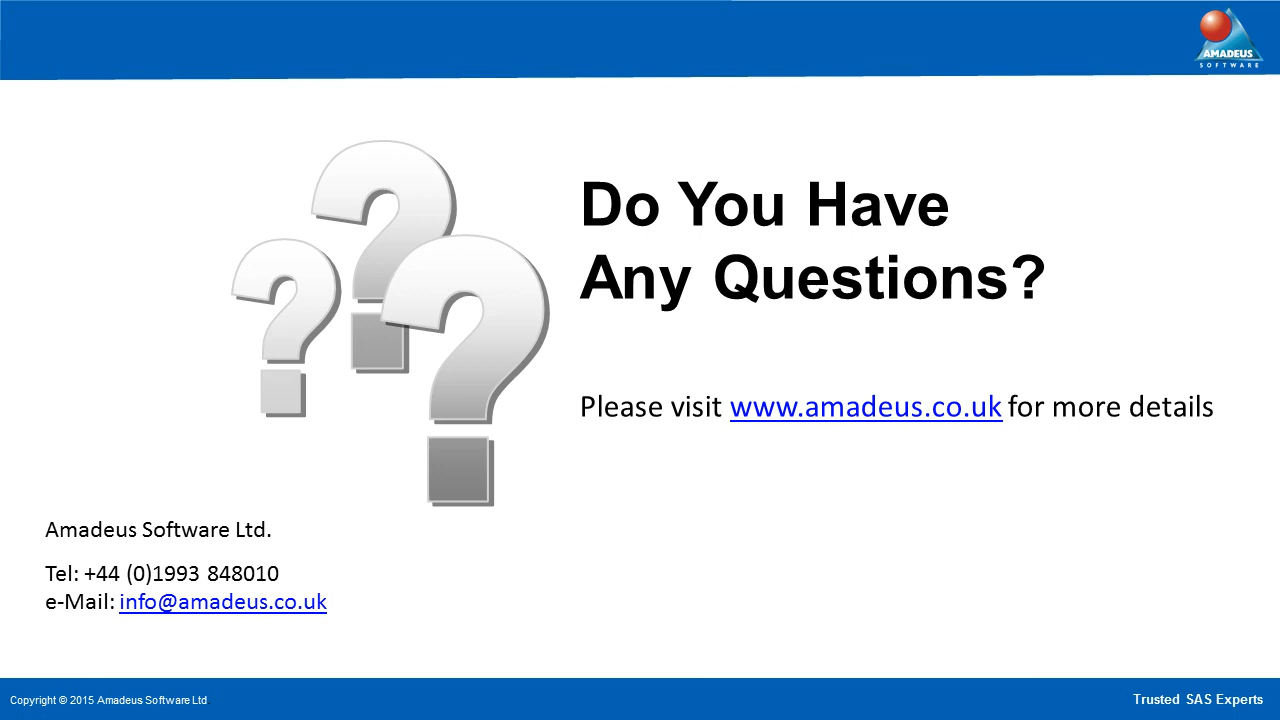 AMADEUS
SOFTWARE
Do You Have
Any Questions?
Please visit www.amadeus.co.uk for more details
Amadeus Software Ltd.
Tel: +44 (0)1993 848010
e-Mail: info@amadeus.co.uk
Copyright © 2015 Amadeus Software Ltd
Trusted SAS Experts